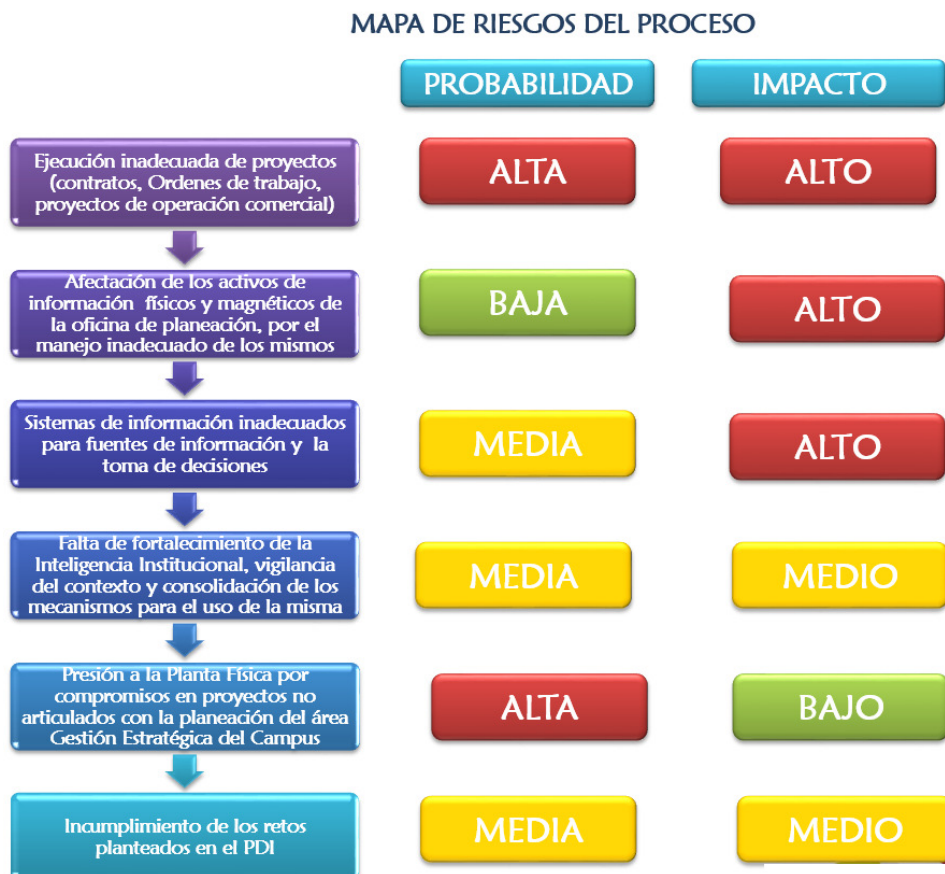 MAPA DE RIESGOS DEL PROCESO
PROBABILIDAD
IMPACTO
Ejecución inadecuada de proyectos
(contratos, Ordenes de trabajo,
proyectos de operación comercial)
ALTA
ALTO
Afectación de los activos de
información físicos y magnéticos de
la oficina de planeación, por el
manejo inadecuado de los mismos
BAJA
ALTO
Sistemas de información inadecuados
para fuentes de información y la
toma de decisiones
MEDIA
ALTO
Falta de fortalecimiento de la
Inteligencia Institucional, vigilancia
del contexto y consolidación de los
mecanismos para el uso de la misma
MEDIA
MEDIO
Presión a la Planta Física por
compromisos en proyectos no
articulados con la planeación del área
Gestión Estratégica del Campus
ALTA
BAJO
Incumplimiento de los retos
planteados en el PDI
MEDIA
MEDIO